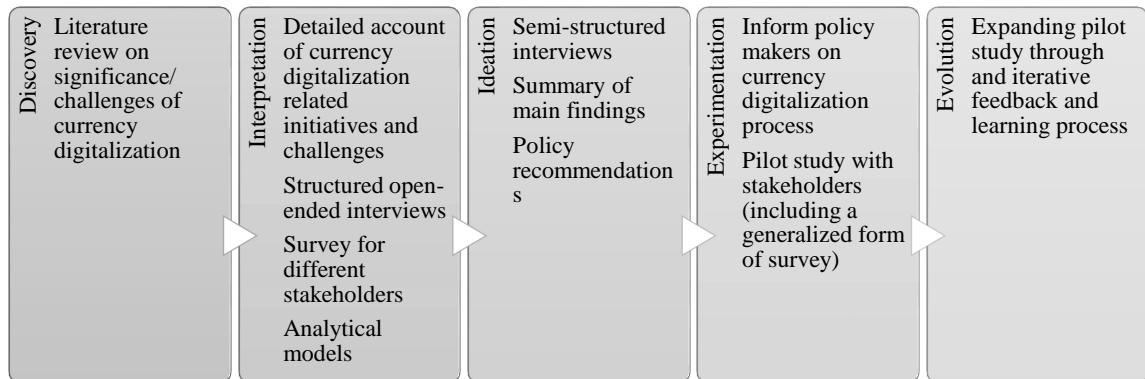 Discovery
Literature
review on
significance/
challenges of
currency
digitalization
Interpretation
Detailed account
of currency
digitalization
related
initiatives and
challenges
Structured open-
ended interviews
Survey for
different
stakeholders
Analytical
models
Ideation
Semi-structured
interviews
Summary of
main findings
Policy
recommendation
s
Experimentation
Inform policy
makers on
currency
digitalization
process
Pilot study with
stakeholders
(including a
generalized form
of survey)
Evolution
Expanding pilot
study through
and iterative
feedback and
learning process